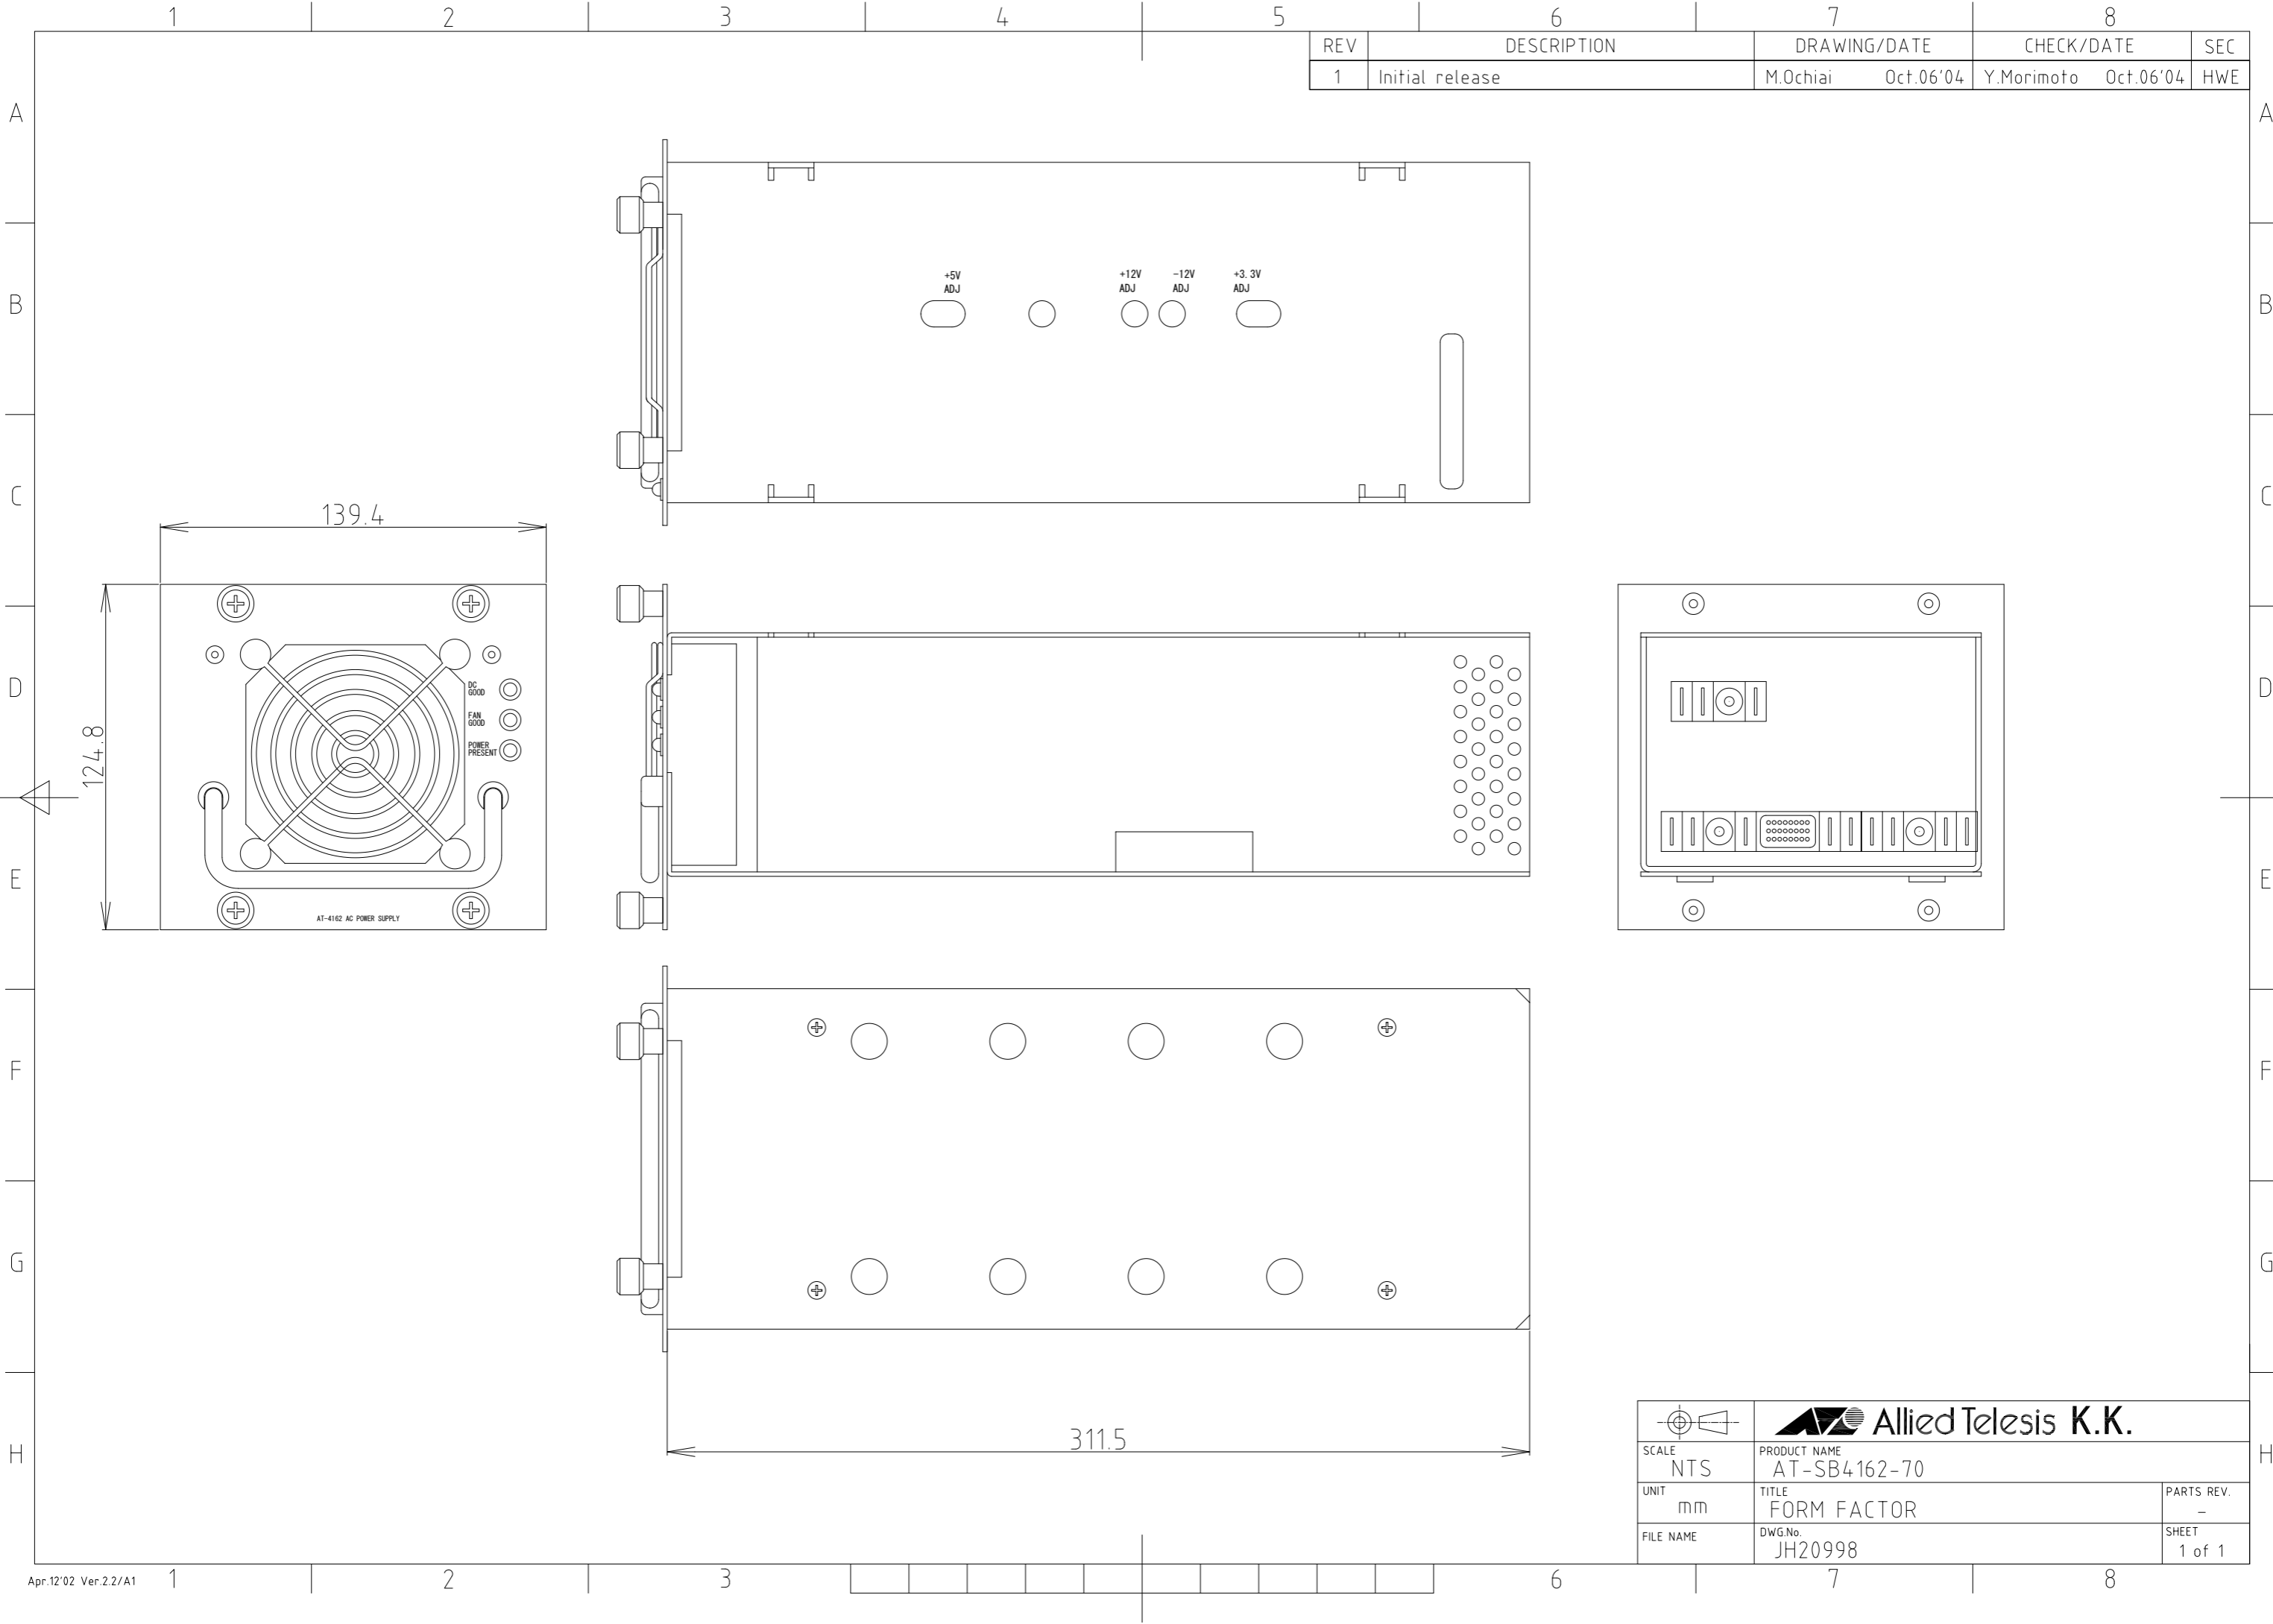 1 2 3 4 5 6 7 8
REV DESCRIPTION DRAWING/DATE CHECK/DATE SEC
1 Initial release M.Ochiai Oct.06'04 Y.Morimoto Oct.06'04 HWE
A A
+5V ADJ
+12V ADJ
-12V ADJ
+3.3V ADJ
B B
C C
139.4
124.8
DC GOOD
FAN GOOD
POWER PRESENT
D D
E E
AT-4162 AC POWER SUPPLY
F F
G G
311.5
H H
Allied Telesis K.K.
SCALE
NTS
PRODUCT NAME
AT-SB4162-70
UNIT
mm
TITLE
FORM FACTOR
PARTS REV.
-
FILE NAME
DWG.No.
JH20998
SHEET
1 of 1
Apr.12'02 Ver.2.2/A1
1 2 3 6 7 8